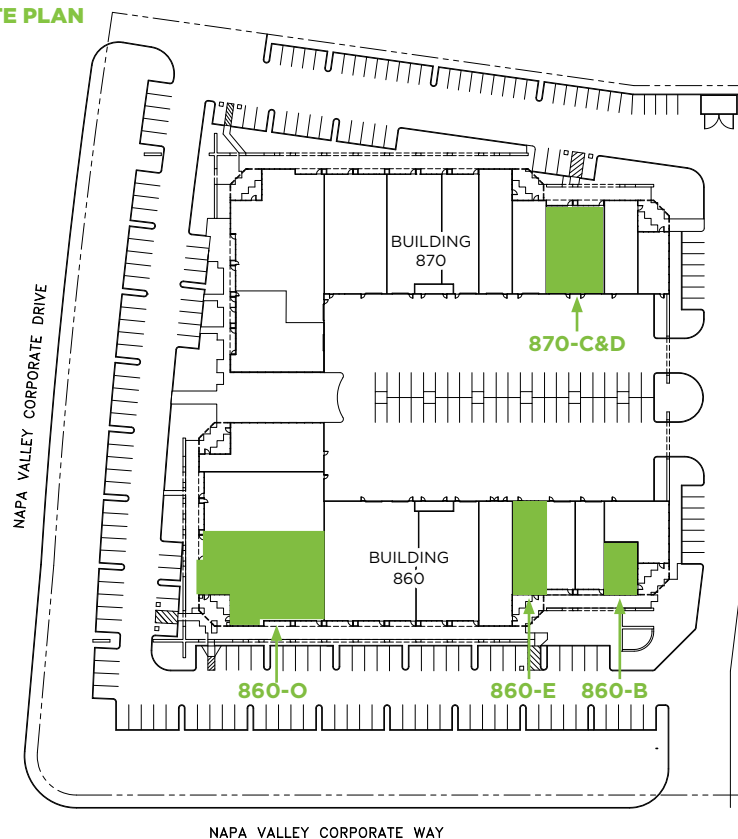 TE PLAN
BUILDING
870
870-C&D
NAPA VALLEY CORPORATE DRIVE
BUILDING
860
860-O
860-E
860-B
NAPA VALLEY CORPORATE WAY